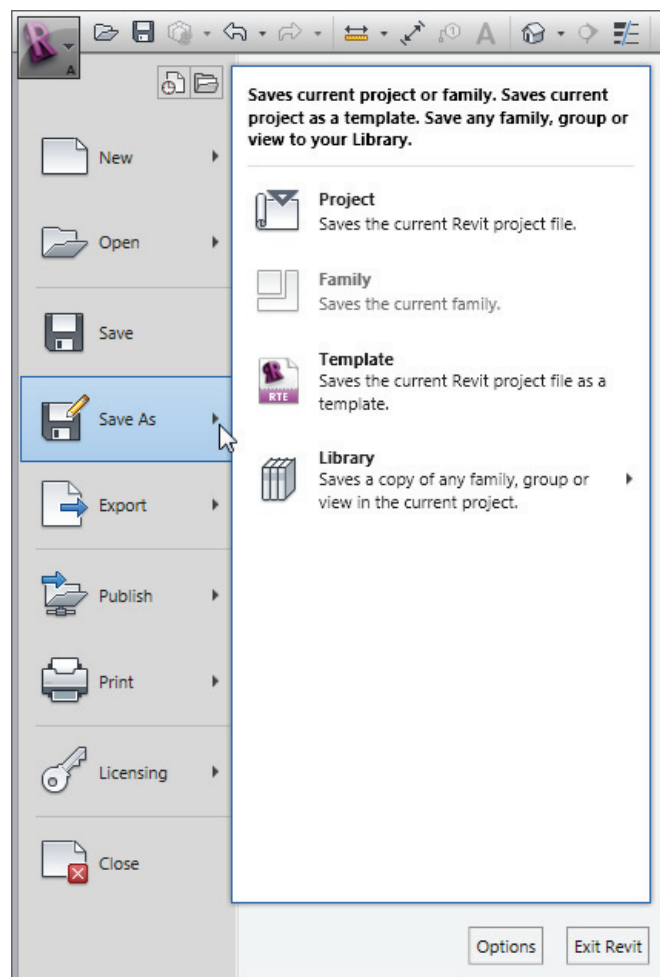 R
A
A
1
Saves current project or family. Saves current
project as a template. Save any family, group or
view to your Library.
New
Open
Save
Save As
Export
Publish
Print
Licensing
Close
Project
Saves the current Revit project file.
Family
Saves the current family.
Template
Saves the current Revit project file as a
template.
RTE
Library
Saves a copy of any family, group or
view in the current project.
Options
Exit Revit